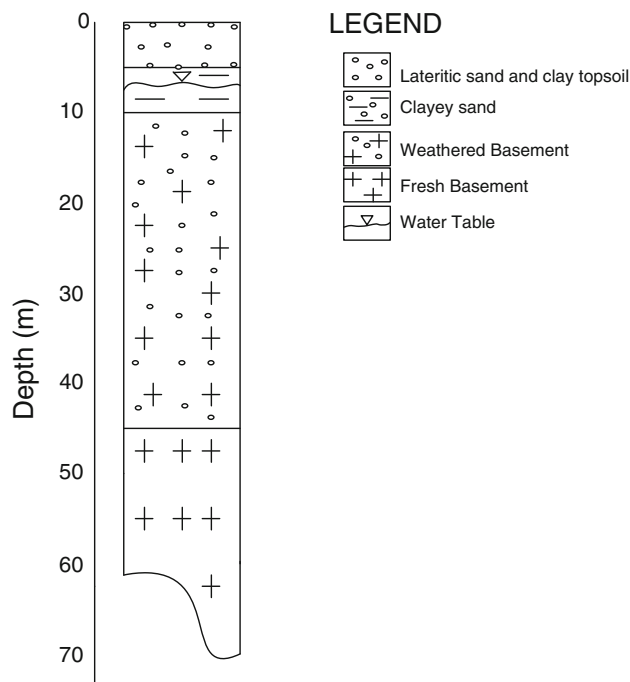 LEGEND
Lateritic sand and clay topsoil
Clayey sand
Weathered Basement
Fresh Basement
Water Table
Depth (m)
0
10
20
30
40
50
60
70